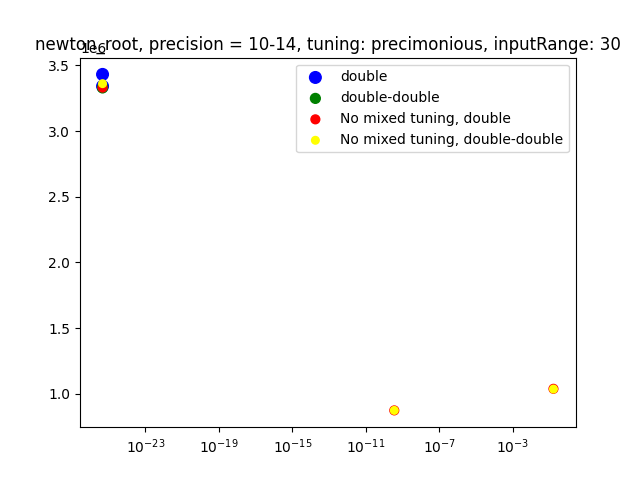 newton_root, precision = 10-14, tuning: precimonious, inputRange: 30
1e6
3.5
3.0
2.5
2.0
1.5
1.0
double
double-double
No mixed tuning, double
No mixed tuning, double-double
10⁻²³ 10⁻¹⁹ 10⁻¹⁵ 10⁻¹¹ 10⁻⁷ 10⁻³